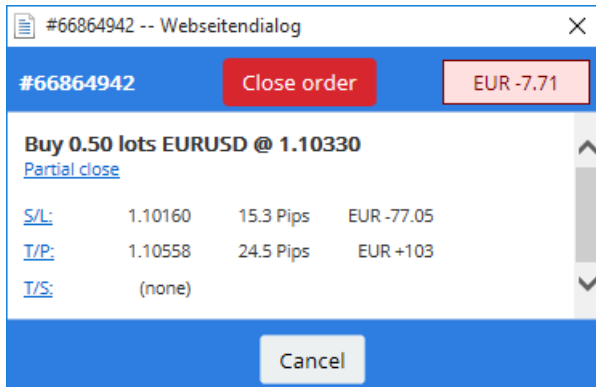 #66864942 -- Webseitendialog
#66864942 Close order EUR -7.71
Buy 0.50 lots EURUSD @ 1.10330
Partial close
S/L: 1.10160 15.3 Pips EUR -77.05
T/P: 1.10558 24.5 Pips EUR +103
T/S: (none)
Cancel